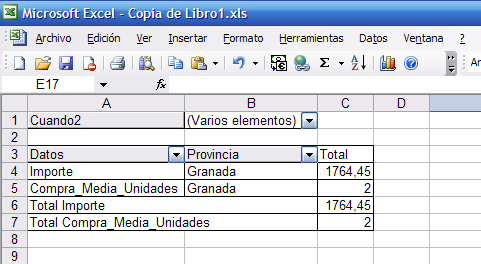 Microsoft Excel - Copia de Libro1.xls
Archivo Edición Ver Insertar Formato Herramientas Datos Ventana ?
E17 fx
A B C D
1 Cuando2 (Varios elementos)
2
3 Datos Provincia Total
4 Importe Granada 1764,45
5 Compra_Media_Unidades Granada 2
6 Total Importe 1764,45
7 Total Compra_Media_Unidades 2
8
9